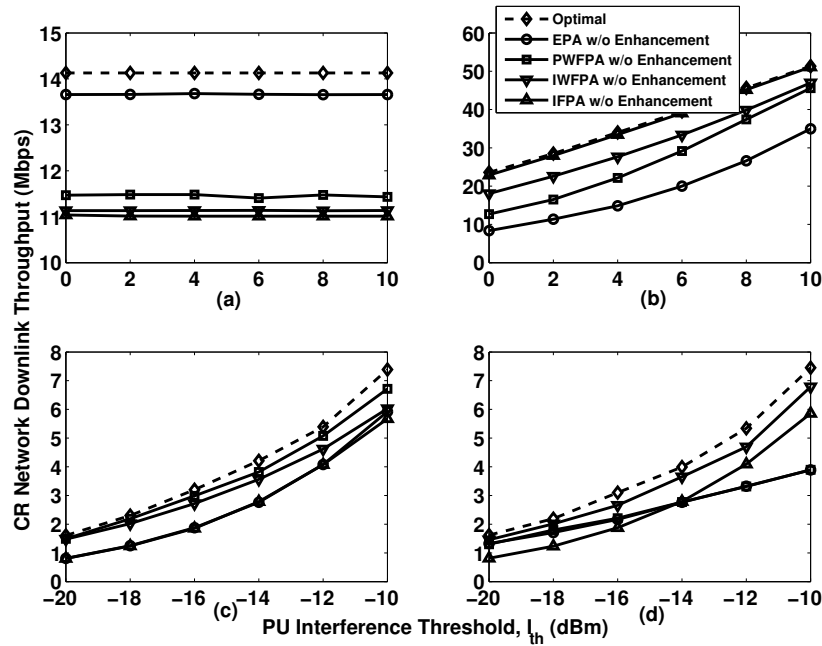 CR Network Downlink Throughput (Mbps)
15
14
13
12
11
10
0 2 4 6 8 10
(a)
60
50
40
30
20
10
0
0 2 4 6 8 10
(b)
Optimal
EPA w/o Enhancement
PWFPA w/o Enhancement
IWFPA w/o Enhancement
IFPA w/o Enhancement
8
7
6
5
4
3
2
1
0
−20 −18 −16 −14 −12 −10
(c)
8
7
6
5
4
3
2
1
0
−20 −18 −16 −14 −12 −10
(d)
PU Interference Threshold, I_th (dBm)